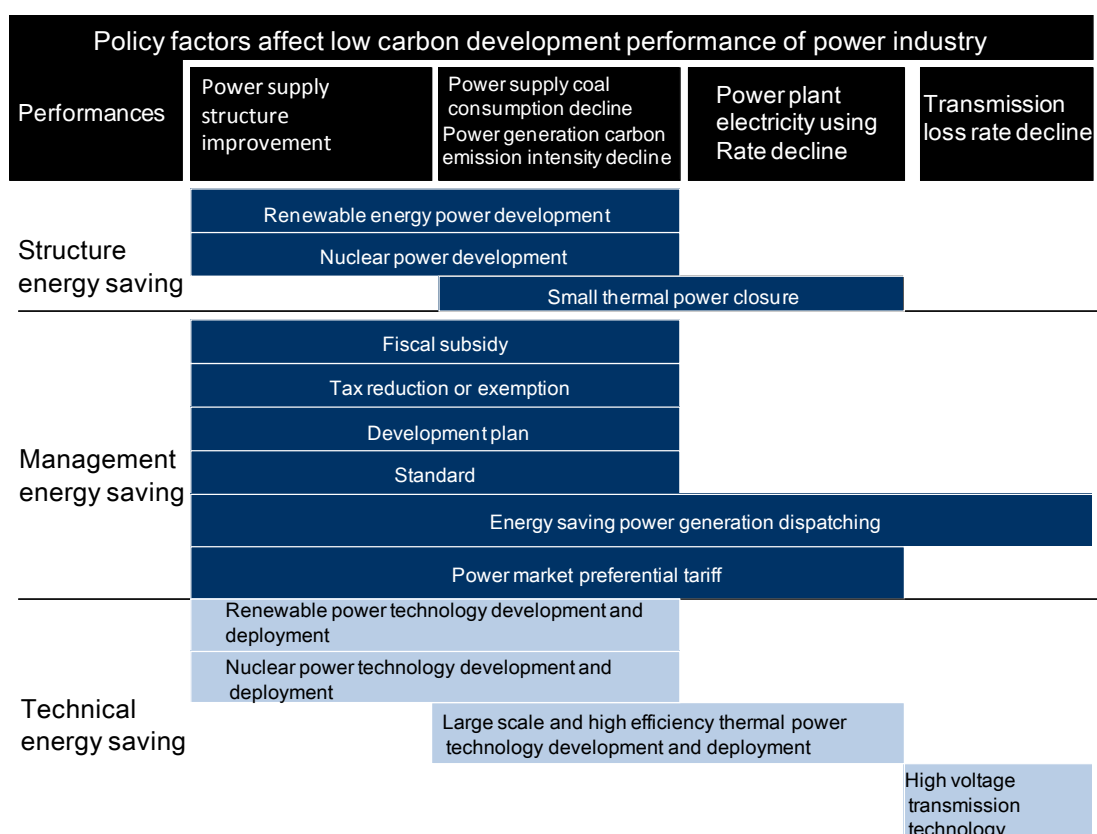 Policy factors affect low carbon development performance of power industry
Performances
Power supply
structure
improvement
Power supply coal
consumption decline
Power generation carbon
emission intensity decline
Power plant
electricity using
Rate decline
Transmission
loss rate decline
Structure
energy saving
Renewable energy power development
Nuclear power development
Small thermal power closure
Management
energy saving
Fiscal subsidy
Tax reduction or exemption
Development plan
Standard
Energy saving power generation dispatching
Power market preferential tariff
Technical
energy saving
Renewable power technology development and
deployment
Nuclear power technology development and
deployment
Large scale and high efficiency thermal power
technology development and deployment
High voltage
transmission
technology